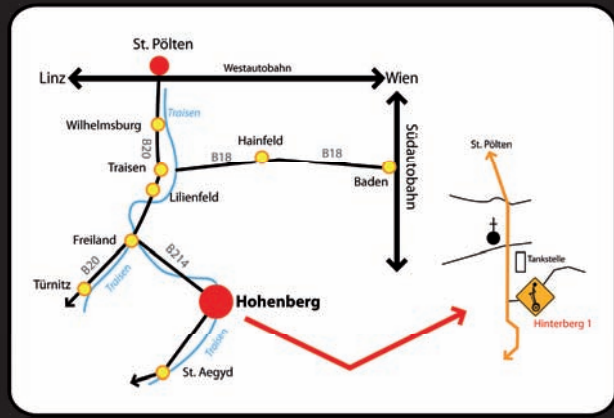 St. Pölten
Linz
Westautobahn
Wien
Traisen
Wilhelmsburg
B20
Hainfeld
Südautobahn
St. Pölten
Traisen
B18
B18
Baden
Lilienfeld
Freiland
Tankstelle
B20
Traisen
B214
Türnitz
Hohenberg
Hinterberg 1
Traisen
St. Aegyd